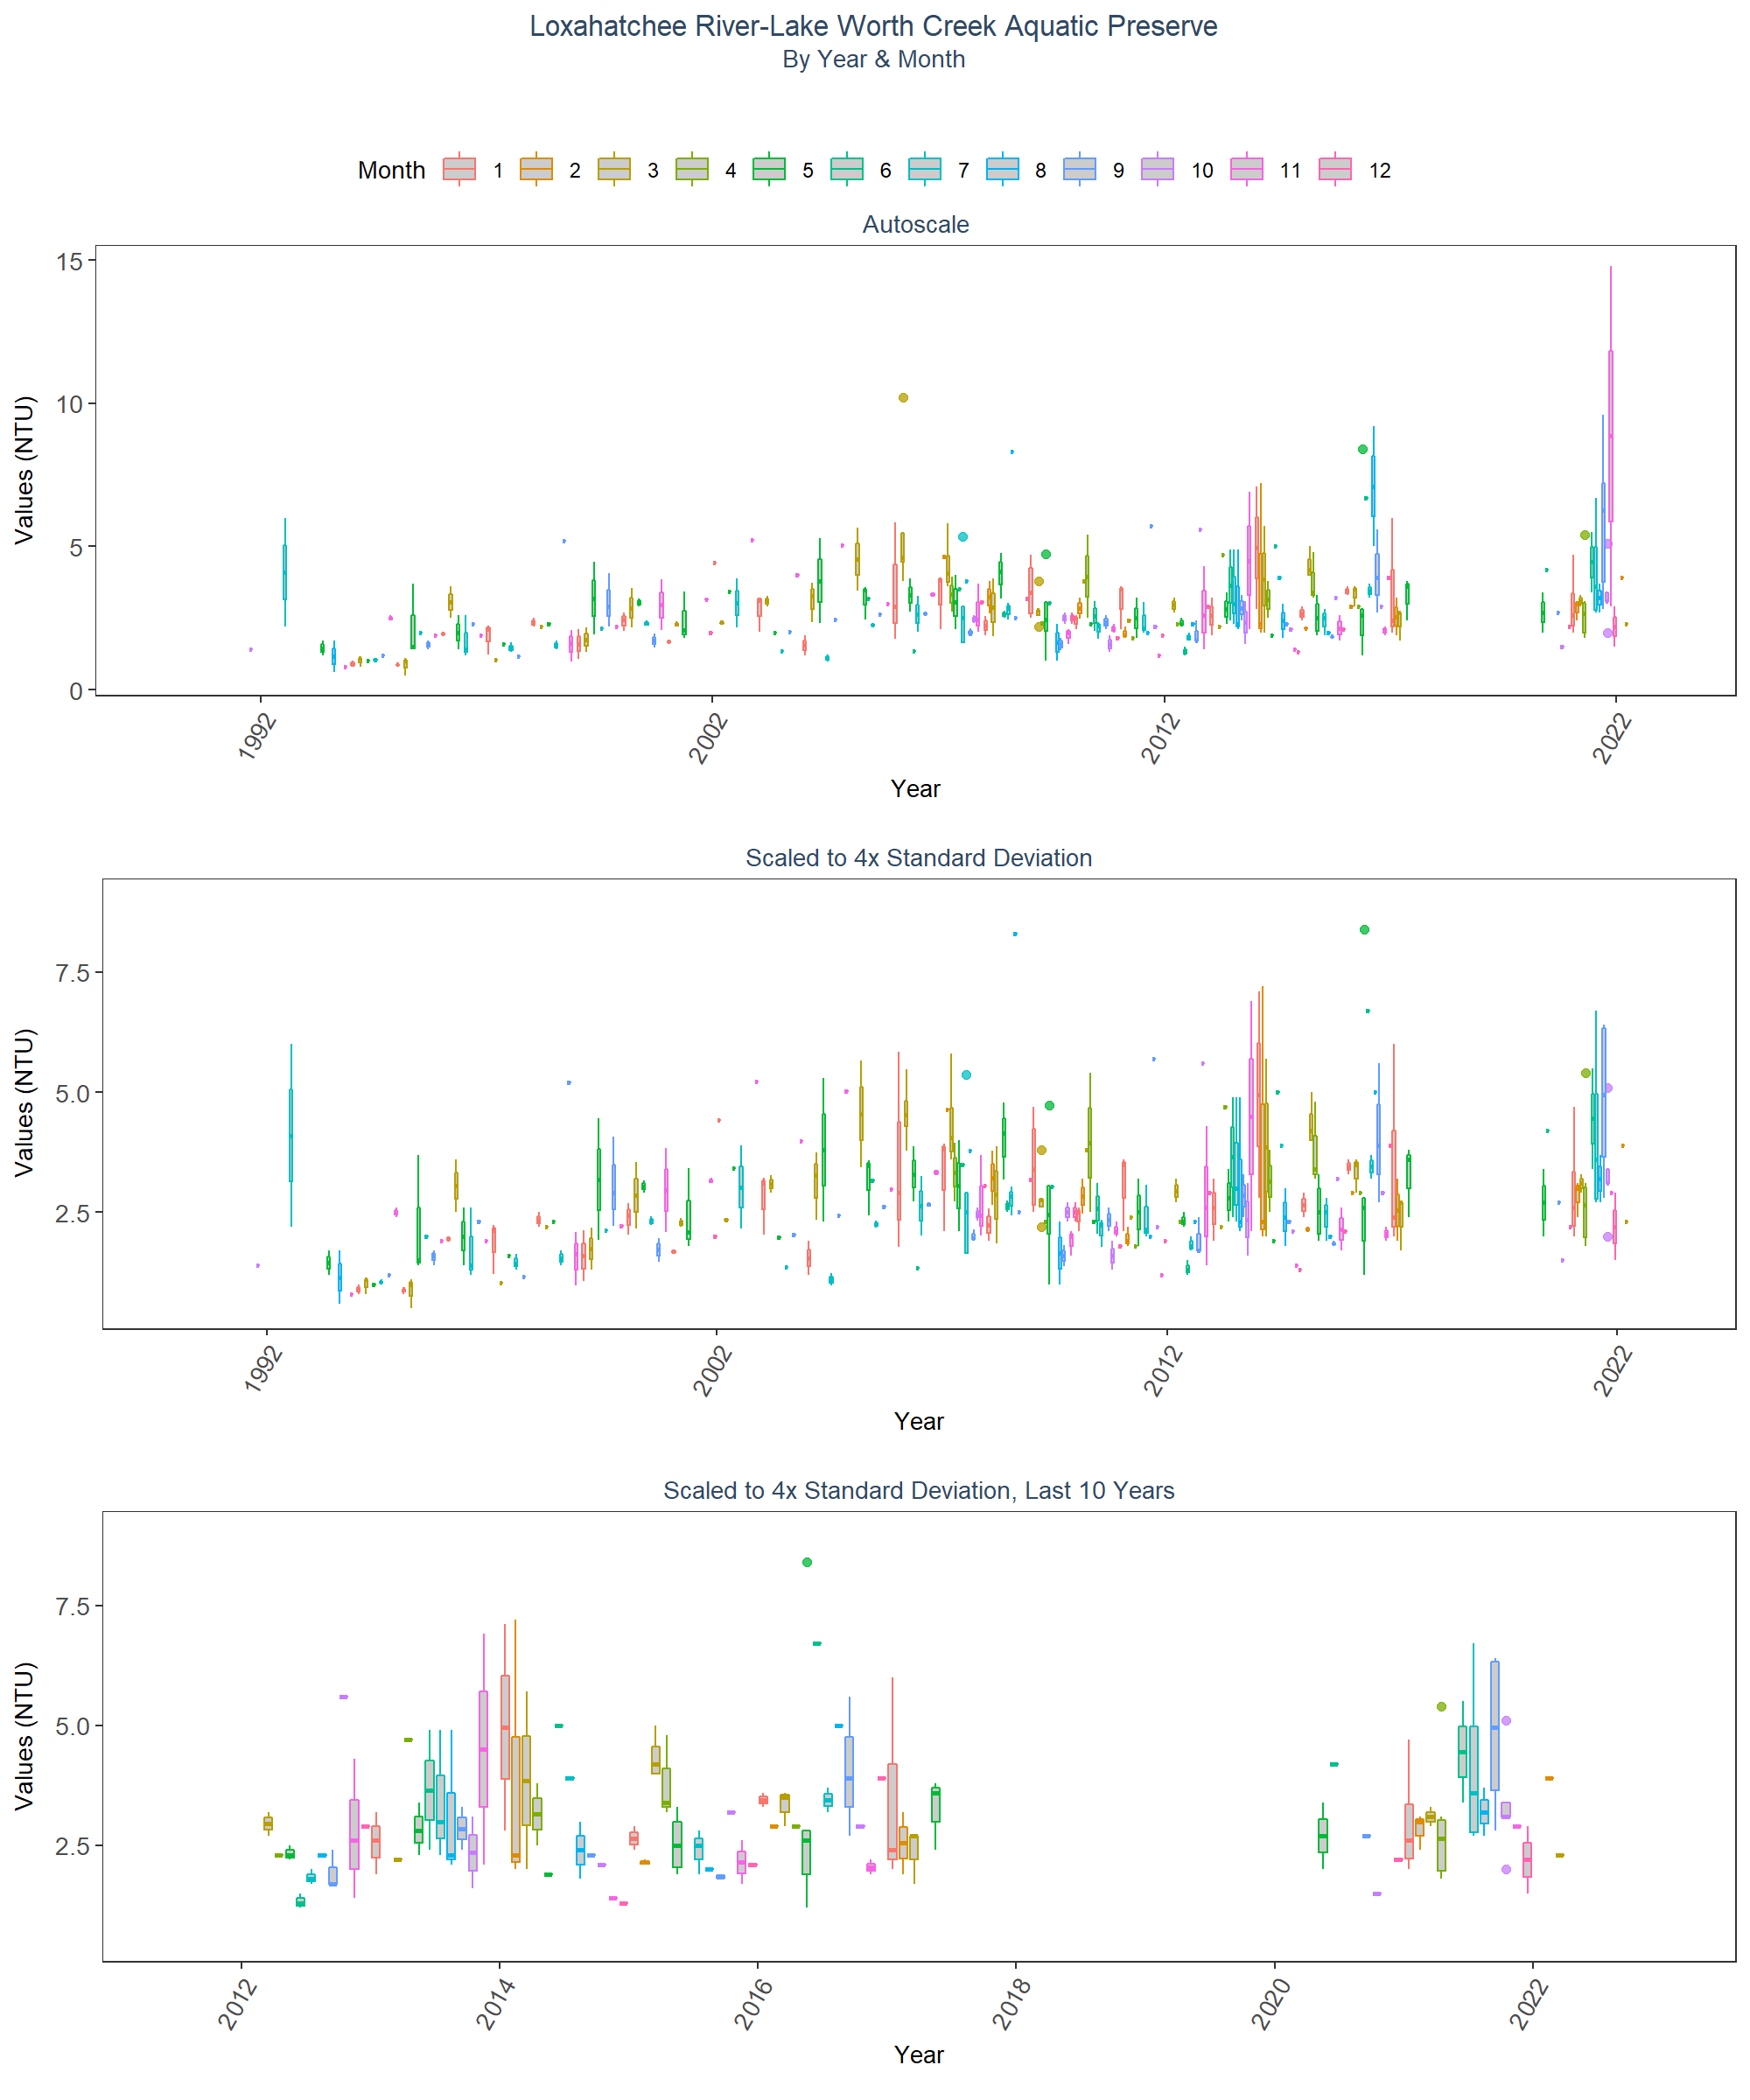 Loxahatchee River-Lake Worth Creek Aquatic Preserve
By Year & Month
Month 1 2 3 4 5 6 7 8 9 10 11 12
Autoscale
Values (NTU)
15
10
5
0
1992 2002 2012 2022
Year
Scaled to 4x Standard Deviation
Values (NTU)
7.5
5.0
2.5
1992 2002 2012 2022
Year
Scaled to 4x Standard Deviation, Last 10 Years
Values (NTU)
7.5
5.0
2.5
2012 2014 2016 2018 2020 2022
Year